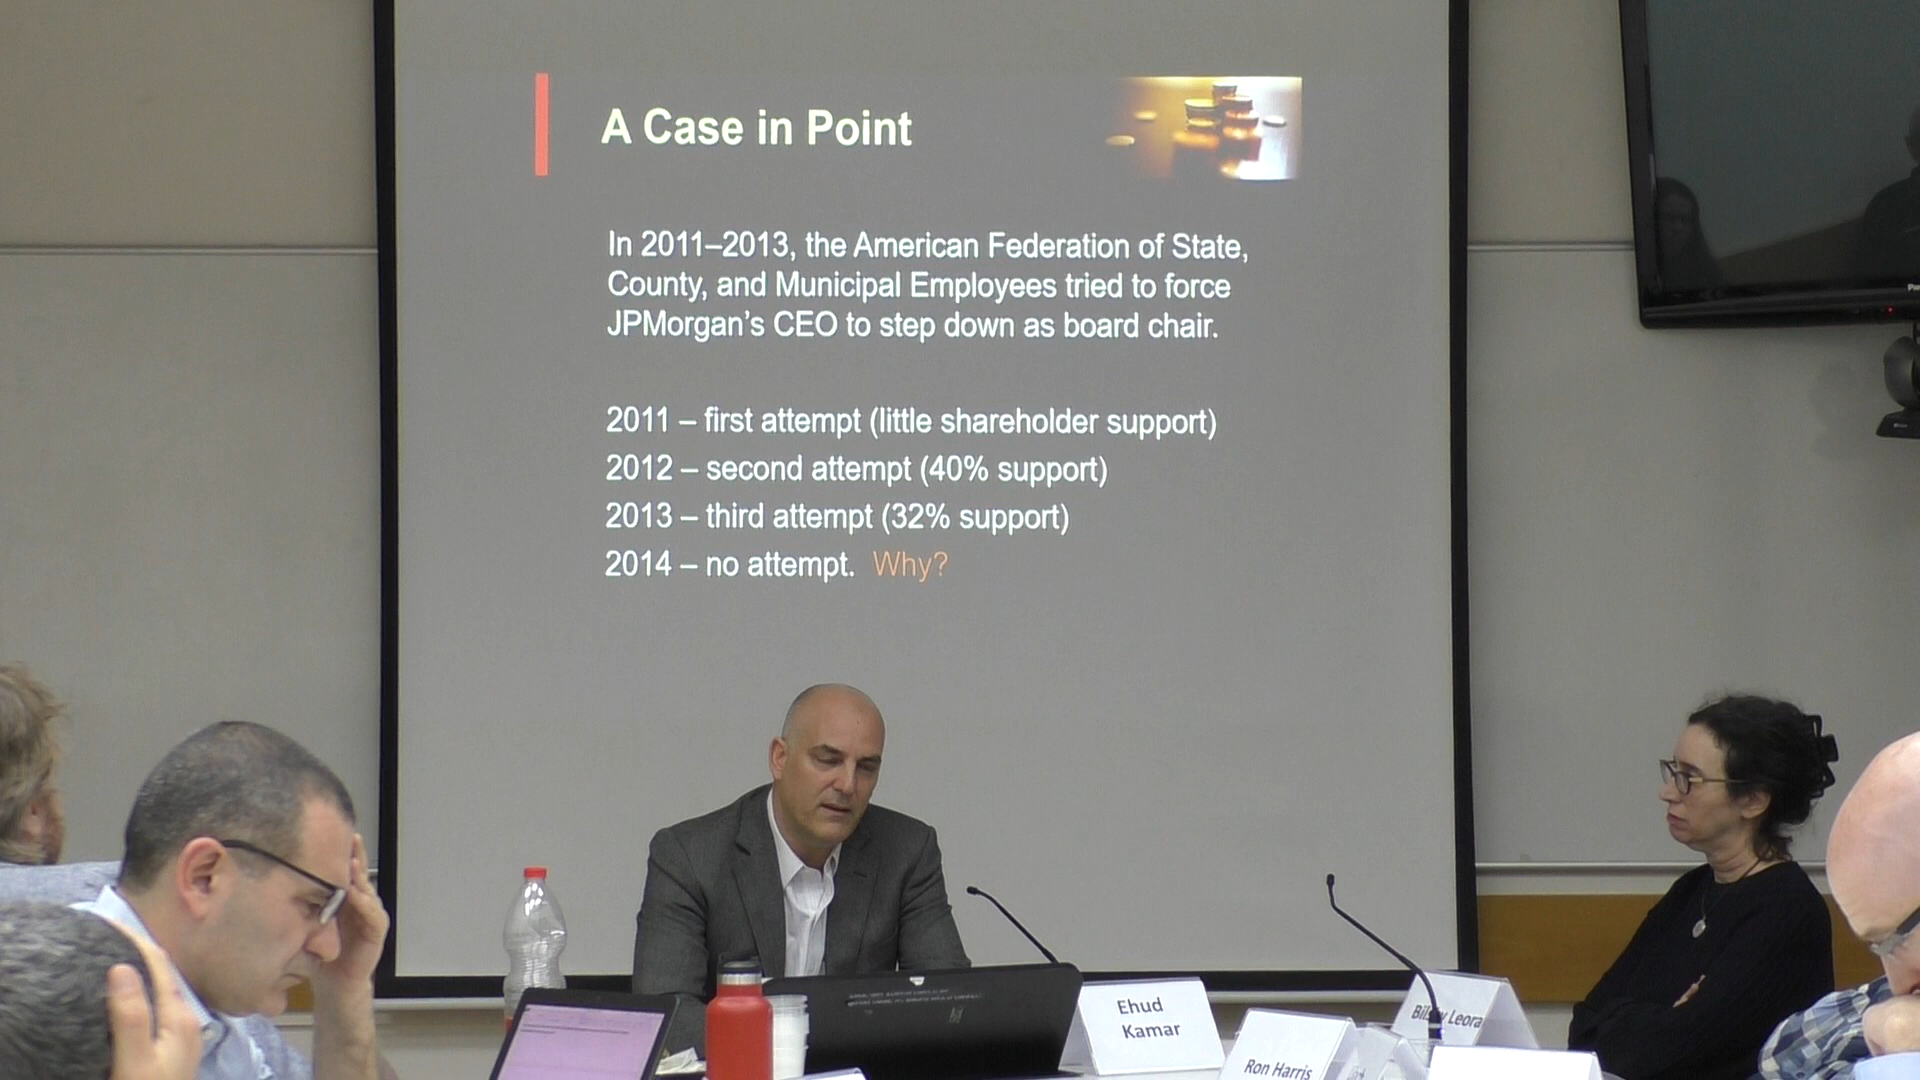 A Case in Point
In 2011–2013, the American Federation of State,
County, and Municipal Employees tried to force
JPMorgan’s CEO to step down as board chair.
2011 – first attempt (little shareholder support)
2012 – second attempt (40% support)
2013 – third attempt (32% support)
2014 – no attempt. Why?
Ehud
Kamar
Ron Harris
Leora